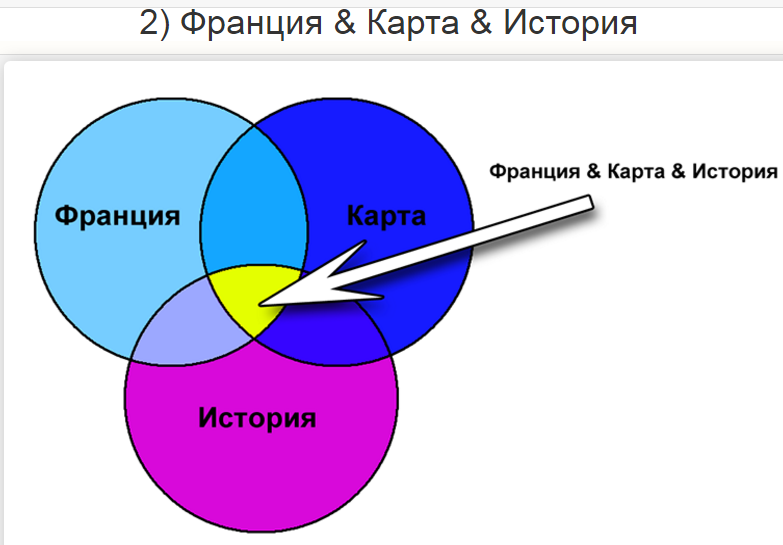 2) Франция & Карта & История
Франция & Карта & История
Франция
Карта
История